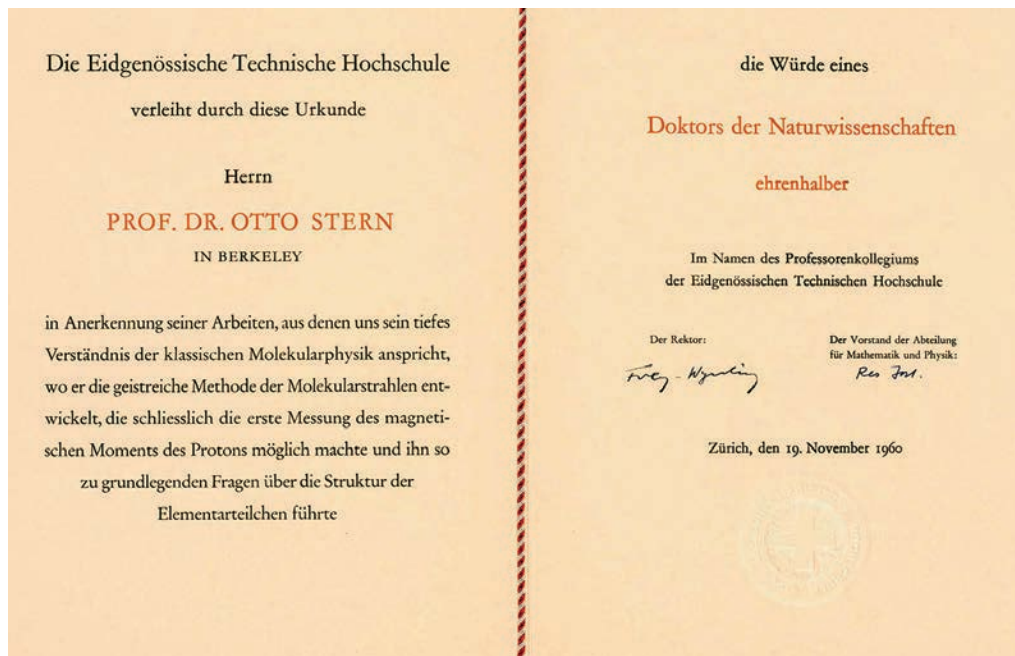 Die Eidgenössische Technische Hochschule
verleiht durch diese Urkunde
Herrn
PROF. DR. OTTO STERN
IN BERKELEY
in Anerkennung seiner Arbeiten, aus denen uns sein tiefes
Verständnis der klassischen Molekularphysik anspricht,
wo er die geistreiche Methode der Molekularstrahlen ent-
wickelt, die schliesslich die erste Messung des magneti-
schen Moments des Protons möglich machte und ihn so
zu grundlegenden Fragen über die Struktur der
Elementarteilchen führte
die Würde eines
Doktors der Naturwissenschaften
ehrenhalber
Im Namen des Professorenkollegiums
der Eidgenössischen Technischen Hochschule
Der Rektor:
Frey-Wyssling
Der Vorstand der Abteilung
für Mathematik und Physik:
Res Jost.
Zürich, den 19. November 1960